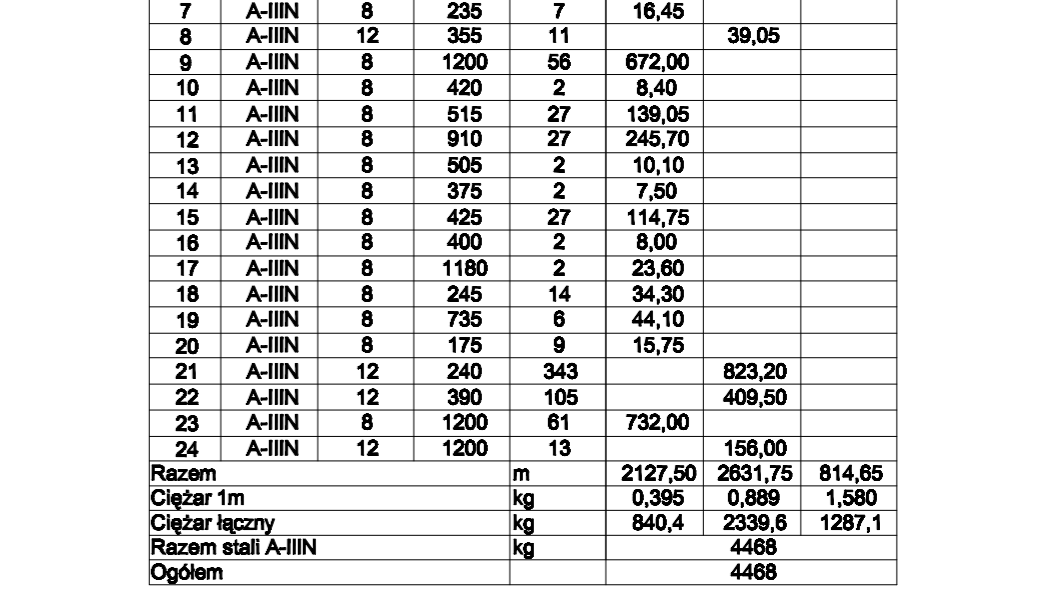 7 A-IIIN 8 235 7 16,45
8 A-IIIN 12 355 11 39,05
9 A-IIIN 8 1200 56 672,00
10 A-IIIN 8 420 2 8,40
11 A-IIIN 8 515 27 139,05
12 A-IIIN 8 910 27 245,70
13 A-IIIN 8 505 2 10,10
14 A-IIIN 8 375 2 7,50
15 A-IIIN 8 425 27 114,75
16 A-IIIN 8 400 2 8,00
17 A-IIIN 8 1180 2 23,60
18 A-IIIN 8 245 14 34,30
19 A-IIIN 8 735 6 44,10
20 A-IIIN 8 175 9 15,75
21 A-IIIN 12 240 343 823,20
22 A-IIIN 12 390 105 409,50
23 A-IIIN 8 1200 61 732,00
24 A-IIIN 12 1200 13 156,00
Razem m 2127,50 2631,75 814,65
Ciężar 1m kg 0,395 0,889 1,580
Ciężar łączny kg 840,4 2339,6 1287,1
Razem stali A-IIIN kg 4468
Ogółem 4468